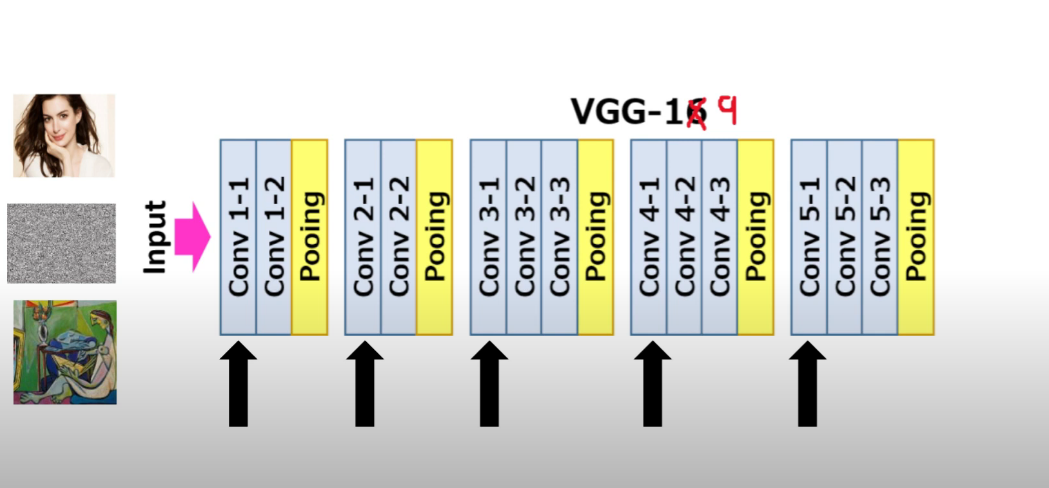 VGG-16 9
Input
Conv 1-1
Conv 1-2
Pooing
Conv 2-1
Conv 2-2
Pooing
Conv 3-1
Conv 3-2
Conv 3-3
Pooing
Conv 4-1
Conv 4-2
Conv 4-3
Pooing
Conv 5-1
Conv 5-2
Conv 5-3
Pooing